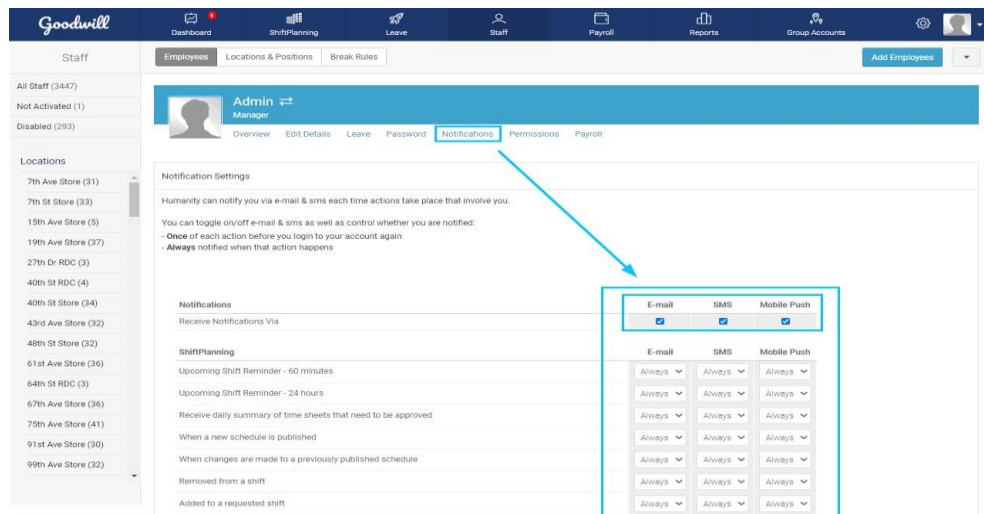 Goodwill
Dashboard
ShiftPlanning
Leave
Staff
Payroll
Reports
Group Accounts
Staff
Employees
Locations & Positions
Break Rules
Add Employees
All Staff (3447)
Not Activated (1)
Disabled (293)
Locations
7th Ave Store (31)
7th St Store (33)
15th Ave Store (5)
19th Ave Store (37)
27th Dr RDC (3)
40th St RDC (4)
40th St Store (34)
43rd Ave Store (32)
48th St Store (32)
61st Ave Store (36)
64th St RDC (3)
67th Ave Store (36)
75th Ave Store (41)
91st Ave Store (30)
99th Ave Store (32)
Admin
Manager
Overview Edit Details Leave Password Notifications Permissions Payroll
Notification Settings
Humanity can notify you via e-mail & sms each time actions take place that involve you.
You can toggle on/off e-mail & sms as well as control whether you are notified:
- Once of each action before you login to your account again
- Always notified when that action happens
Notifications E-mail SMS Mobile Push
Receive Notifications Via
ShiftPlanning E-mail SMS Mobile Push
Upcoming Shift Reminder - 60 minutes Always Always Always
Upcoming Shift Reminder - 24 hours Always Always Always
Receive daily summary of time sheets that need to be approved Always Always Always
When a new schedule is published Always Always Always
When changes are made to a previously published schedule Always Always Always
Removed from a shift Always Always Always
Added to a requested shift Always Always Always